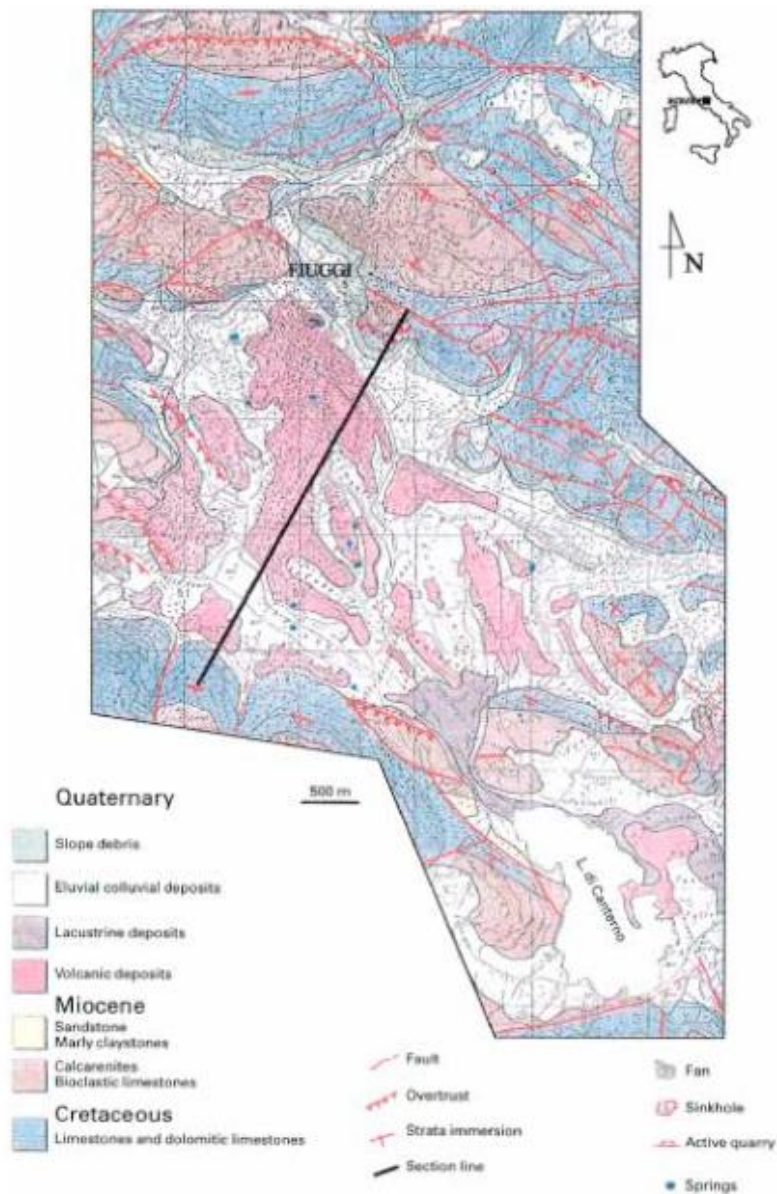 N
FIUGGI
L. di Canterno
500 m
Quaternary
Slope debris
Eluvial colluvial deposits
Lacustrine deposits
Volcanic deposits
Miocene
Sandstone
Marly claystones
Calcarenites
Bioclastic limestones
Cretaceous
Limestones and dolomitic limestones
Fault
Overtrust
Strata immersion
Section line
Fan
Sinkhole
Active quarry
Springs